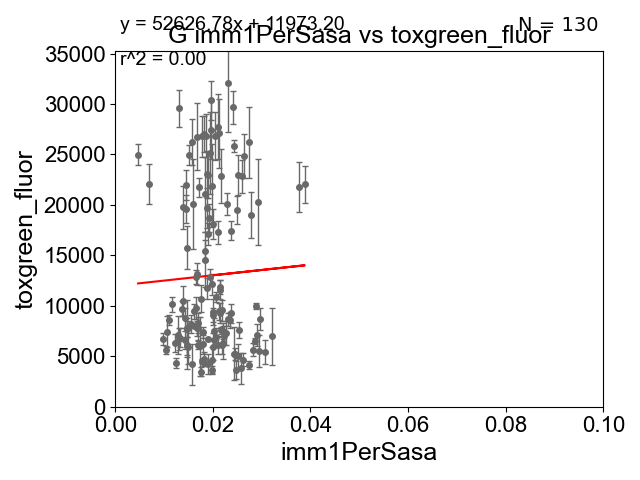 y = 52626.78x + 11973.20
N = 130
G imm1PerSasa vs toxgreen_fluor
r^2 = 0.00
35000
30000
25000
20000
15000
10000
5000
0
toxgreen_fluor
0.00 0.02 0.04 0.06 0.08 0.10
imm1PerSasa